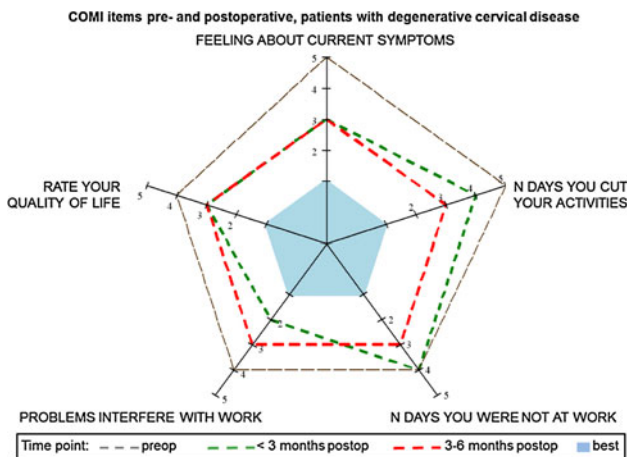 COMI items pre- and postoperative, patients with degenerative cervical disease
FEELING ABOUT CURRENT SYMPTOMS
5
4
3
2
RATE YOUR
QUALITY OF LIFE
5
4
3
2
2
3
4
5
N DAYS YOU CUT
YOUR ACTIVITIES
2
3
4
5
2
3
4
5
PROBLEMS INTERFERE WITH WORK
N DAYS YOU WERE NOT AT WORK
Time point: preop < 3 months postop 3-6 months postop best